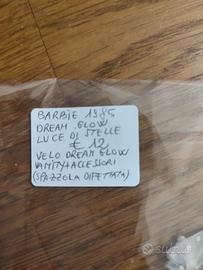 BARBIE 1985
DREAM GLOW
LUCE DI STELLE
€ 12
VELO DREAM GLOW
VANITY+ACCESSORI
(SPAZZOLA DIFETTATA)